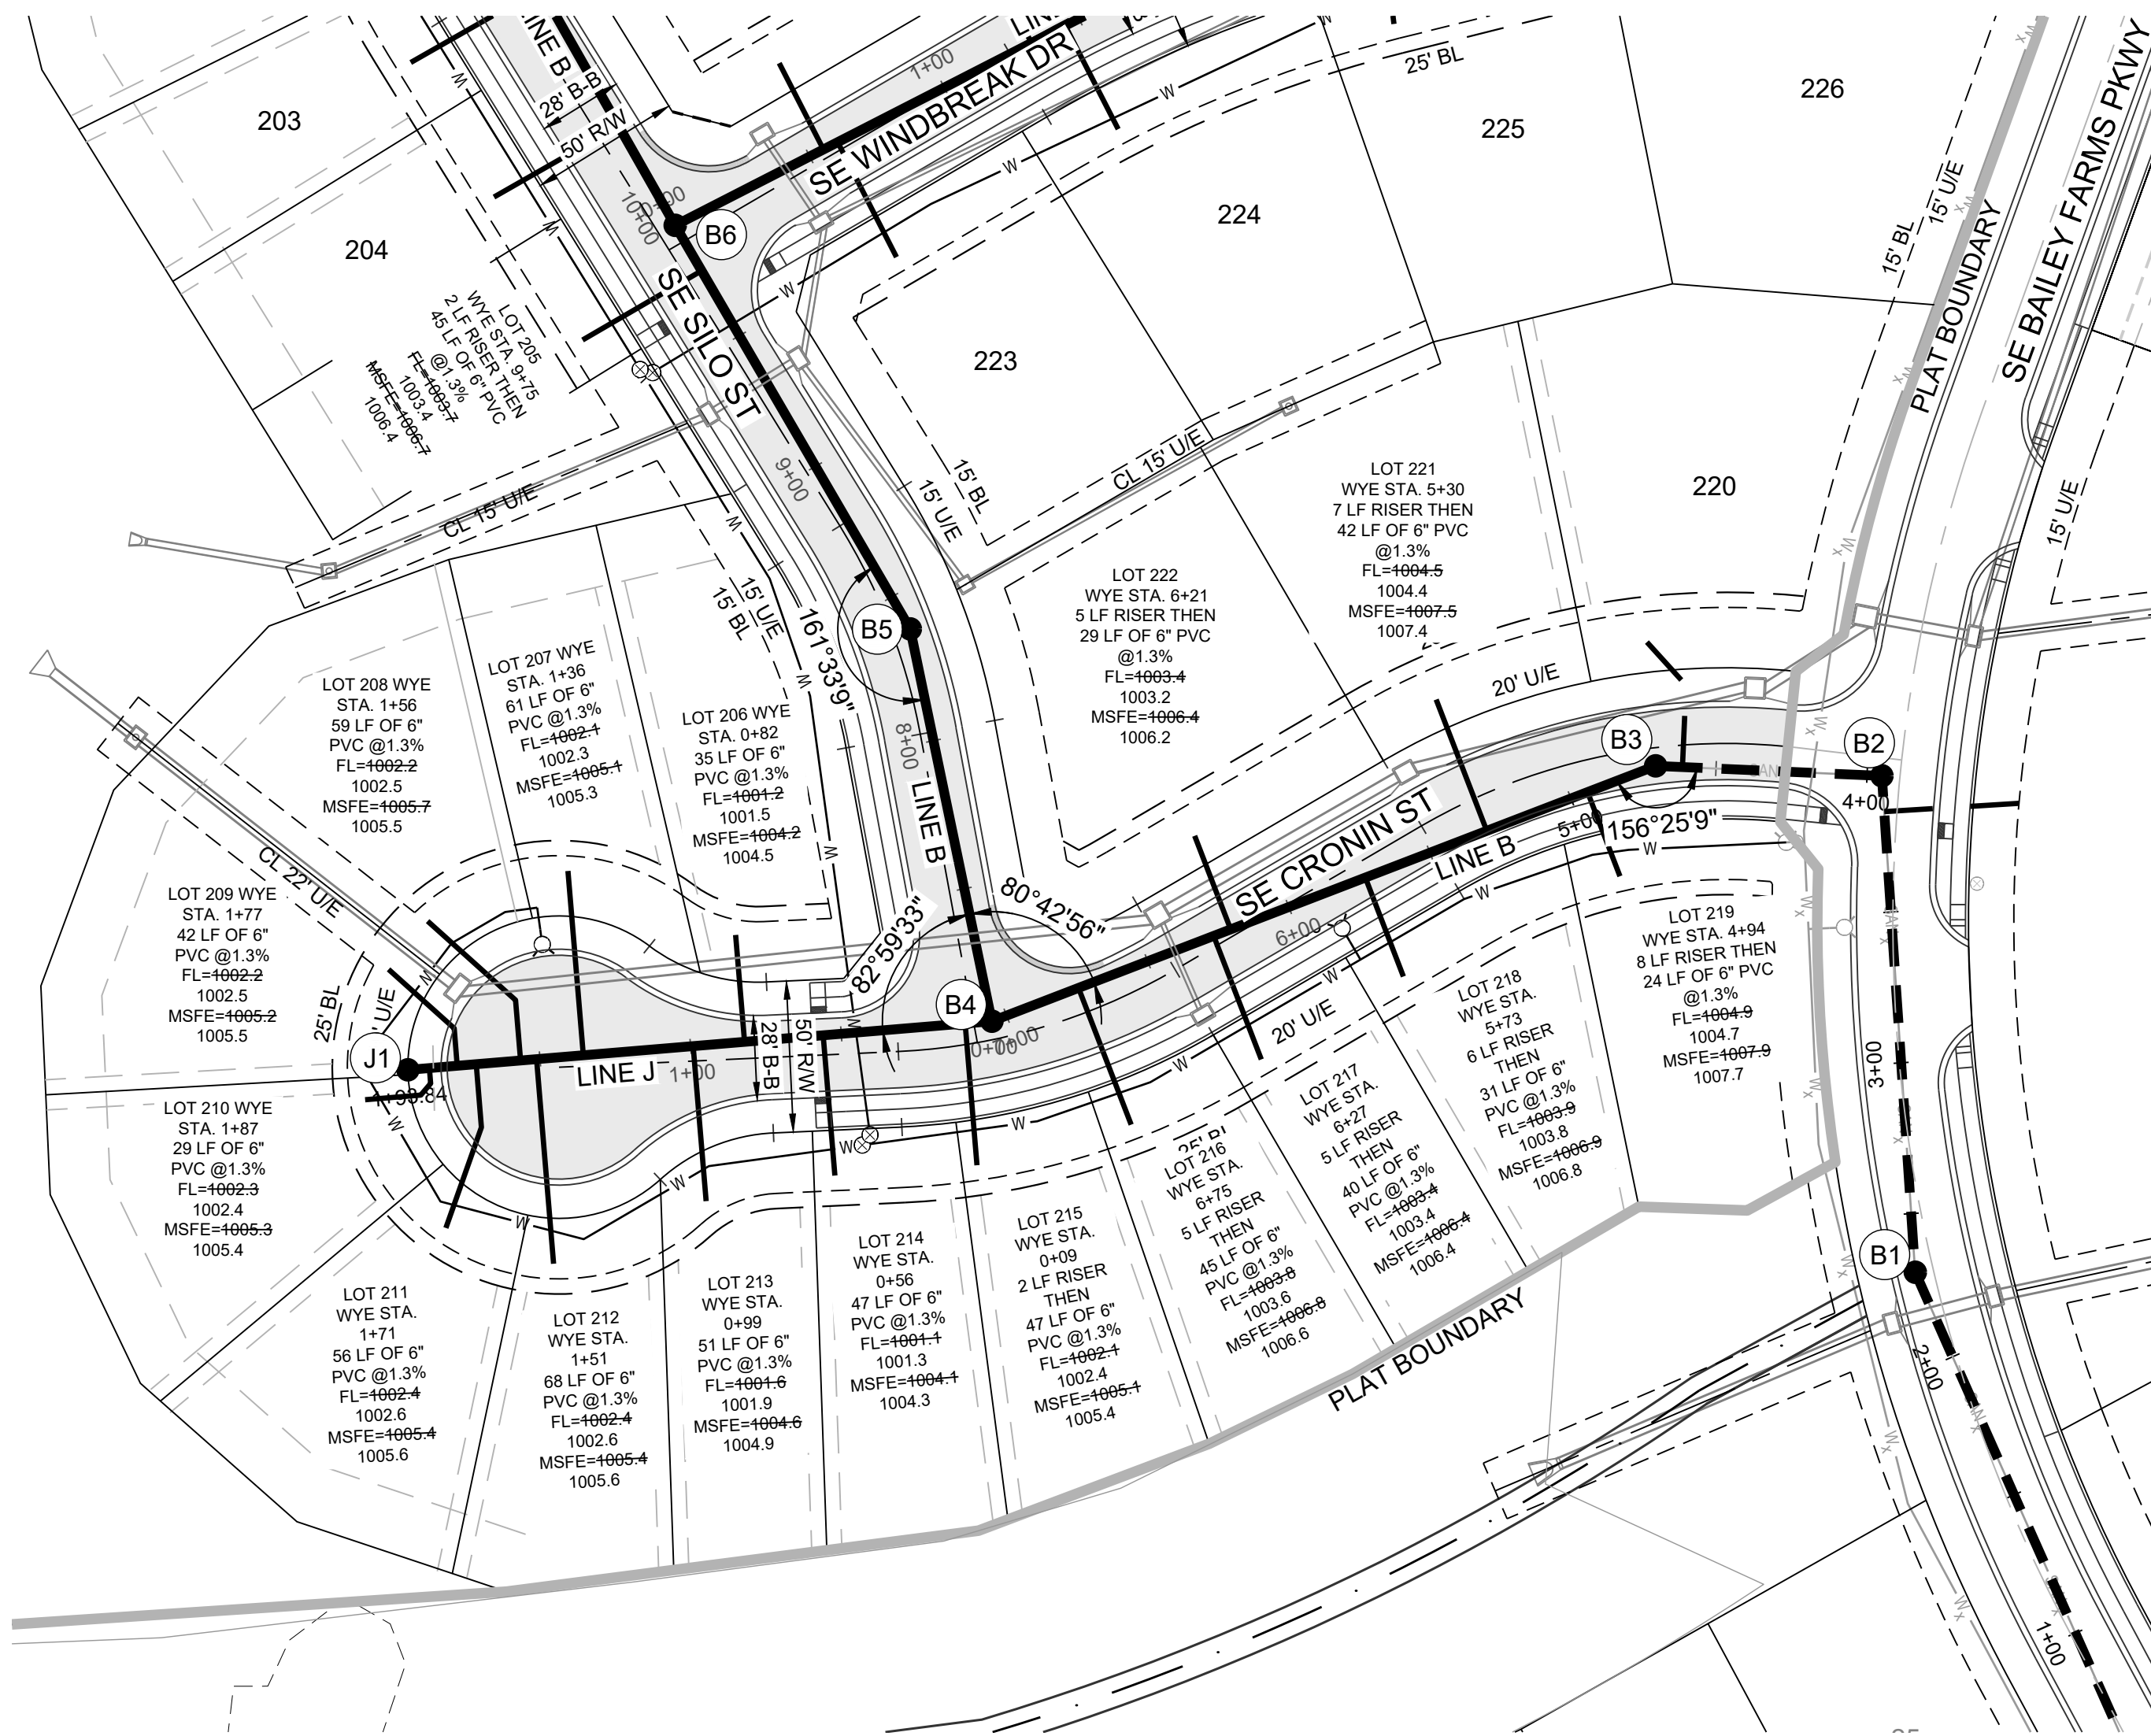 LINE B
28' B-B
50' R/W
1+00
SE WINDBREAK DR
25' BL
226
225
224
203
204
SE BAILEY FARMS PKWY
15' U/E
15' BL
PLAT BOUNDARY
10+00
0+00
B6
SE SILO ST
LOT 205
WYE STA. 9+75
2 LF RISER THEN
45 LF OF 6" PVC
@1.3%
FL=1003.7
1003.4
MSFE=1006.7
1006.4
223
9+00
CL 15' U/E
15' BL
15' U/E
CL 15' U/E
LOT 221
WYE STA. 5+30
7 LF RISER THEN
42 LF OF 6" PVC
@1.3%
FL=1004.5
1004.4
MSFE=1007.5
1007.4
220
15' U/E
LOT 222
WYE STA. 6+21
5 LF RISER THEN
29 LF OF 6" PVC
@1.3%
FL=1003.4
1003.2
MSFE=1006.4
1006.2
15' U/E
15' BL
161°33'9"
B5
8+00
LINE B
LOT 208 WYE
STA. 1+56
59 LF OF 6"
PVC @1.3%
FL=1002.2
1002.5
MSFE=1005.7
1005.5
LOT 207 WYE
STA. 1+36
61 LF OF 6"
PVC @1.3%
FL=1002.1
1002.3
MSFE=1005.1
1005.3
LOT 206 WYE
STA. 0+82
35 LF OF 6"
PVC @1.3%
FL=1001.2
1001.5
MSFE=1004.2
1004.5
20' U/E
B3
B2
4+00
SAN
5+00
156°25'9"
SE CRONIN ST
LINE B
6+00
80°42'56"
82°59'33"
CL 22' U/E
LOT 209 WYE
STA. 1+77
42 LF OF 6"
PVC @1.3%
FL=1002.2
1002.5
MSFE=1005.2
1005.5
25' BL
' U/E
J1
1+93.84
LINE J
1+00
28' B-B
50' R/W
B4
0+00
7+00
20' U/E
LOT 219
WYE STA. 4+94
8 LF RISER THEN
24 LF OF 6" PVC
@1.3%
FL=1004.9
1004.7
MSFE=1007.9
1007.7
LOT 218
WYE STA.
5+73
6 LF RISER
THEN
31 LF OF 6"
PVC @1.3%
FL=1003.9
1003.8
MSFE=1006.9
1006.8
LOT 217
WYE STA.
6+27
5 LF RISER
THEN
40 LF OF 6"
PVC @1.3%
FL=1003.4
1003.4
MSFE=1006.4
1006.4
25' BL
LOT 216
WYE STA.
6+75
5 LF RISER
THEN
45 LF OF 6"
PVC @1.3%
FL=1003.8
1003.6
MSFE=1006.8
1006.6
LOT 210 WYE
STA. 1+87
29 LF OF 6"
PVC @1.3%
FL=1002.3
1002.4
MSFE=1005.3
1005.4
LOT 211
WYE STA.
1+71
56 LF OF 6"
PVC @1.3%
FL=1002.4
1002.6
MSFE=1005.4
1005.6
LOT 212
WYE STA.
1+51
68 LF OF 6"
PVC @1.3%
FL=1002.4
1002.6
MSFE=1005.4
1005.6
LOT 213
WYE STA.
0+99
51 LF OF 6"
PVC @1.3%
FL=1001.6
1001.9
MSFE=1004.6
1004.9
LOT 214
WYE STA.
0+56
47 LF OF 6"
PVC @1.3%
FL=1001.1
1001.3
MSFE=1004.1
1004.3
LOT 215
WYE STA.
0+09
2 LF RISER
THEN
47 LF OF 6"
PVC @1.3%
FL=1002.1
1002.4
MSFE=1005.1
1005.4
PLAT BOUNDARY
3+00
B1
2+00
1+00